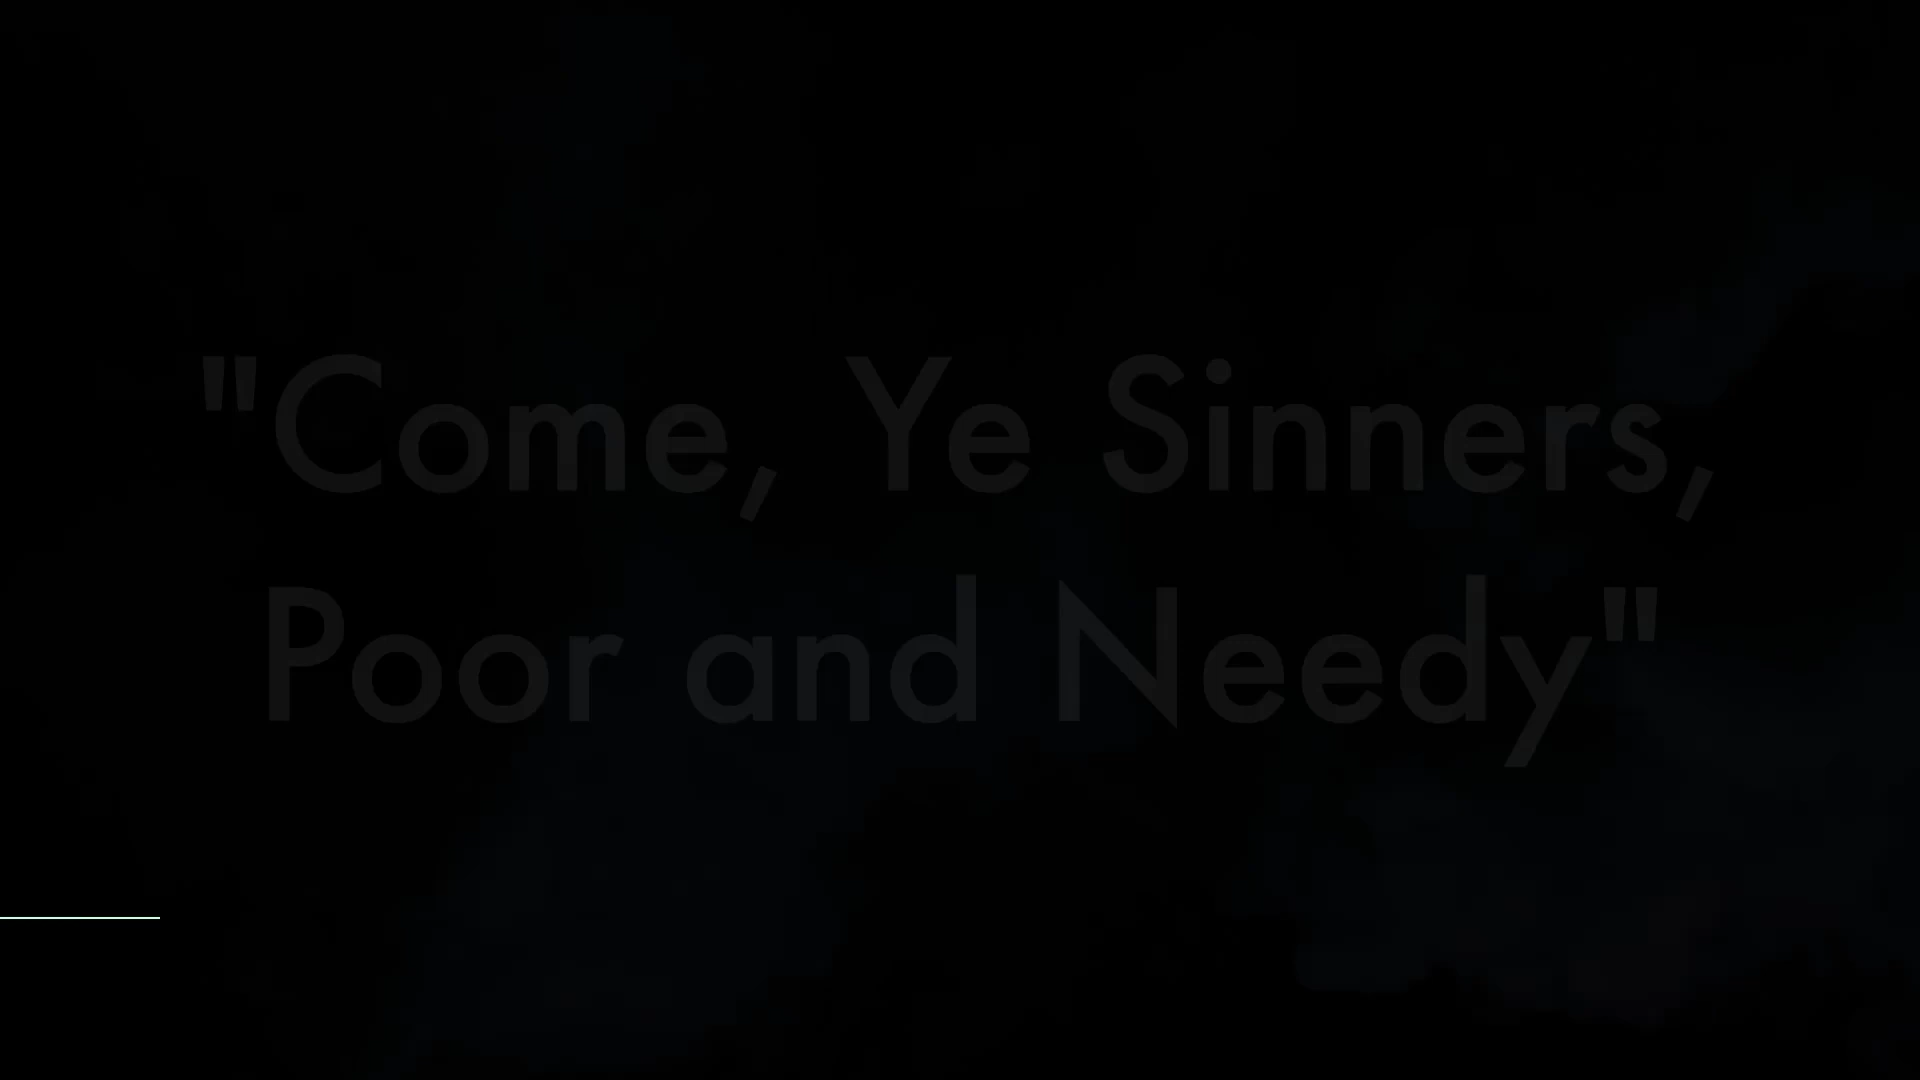 "Come, Ye Sinners,
Poor and Needy"